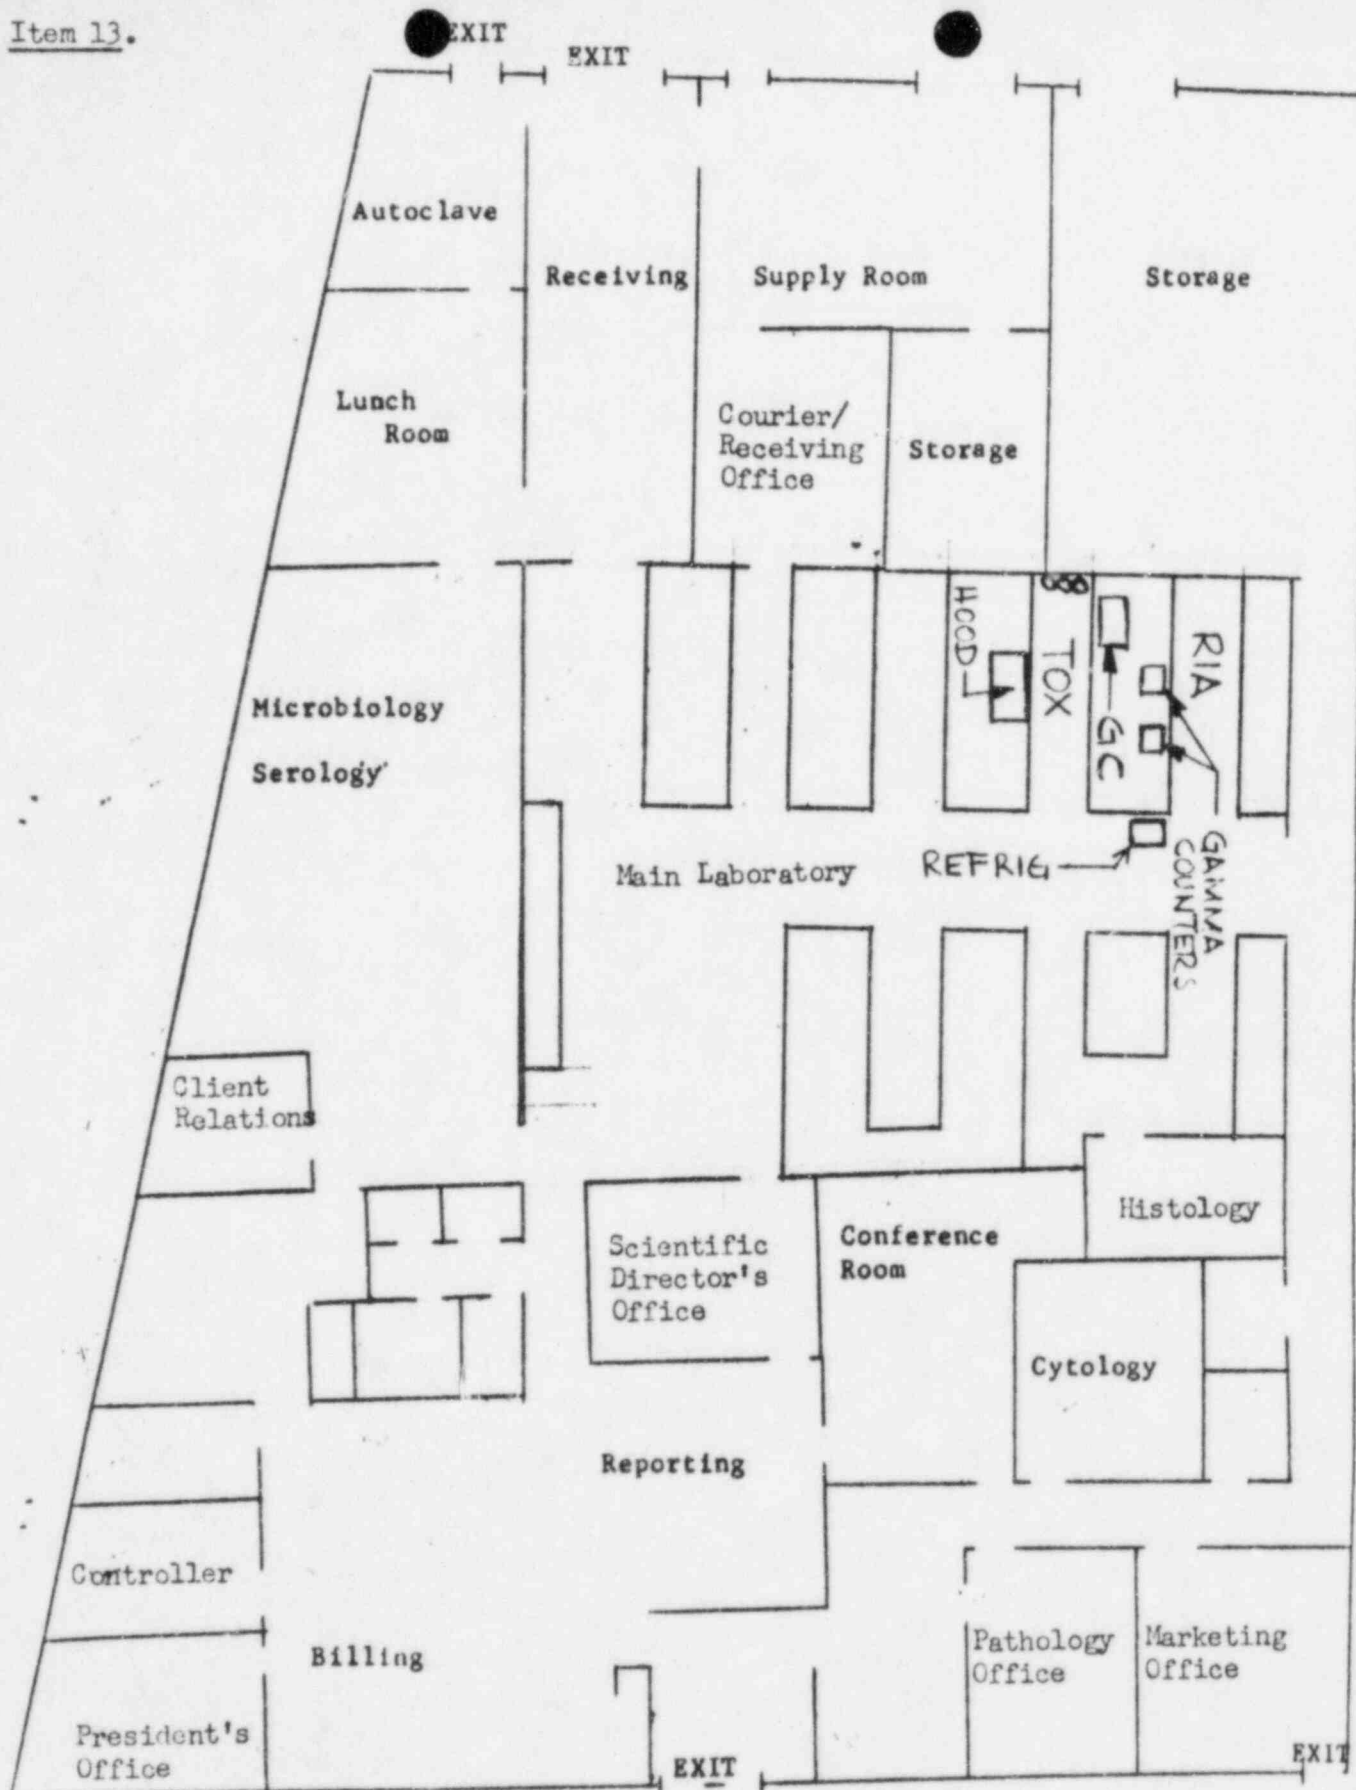 Item 13.
EXIT
EXIT
Autoclave
Receiving
Supply Room
Storage
Lunch
Room
Courier/
Receiving
Office
Storage
HOOD
TOX
GC
RIA
Microbiology
Serology
Main Laboratory
REFRIG
GAMMA
COUNTERS
Client
Relations
Scientific
Director's
Office
Conference
Room
Histology
Cytology
Reporting
Controller
Billing
Pathology
Office
Marketing
Office
President's
Office
EXIT
EXIT